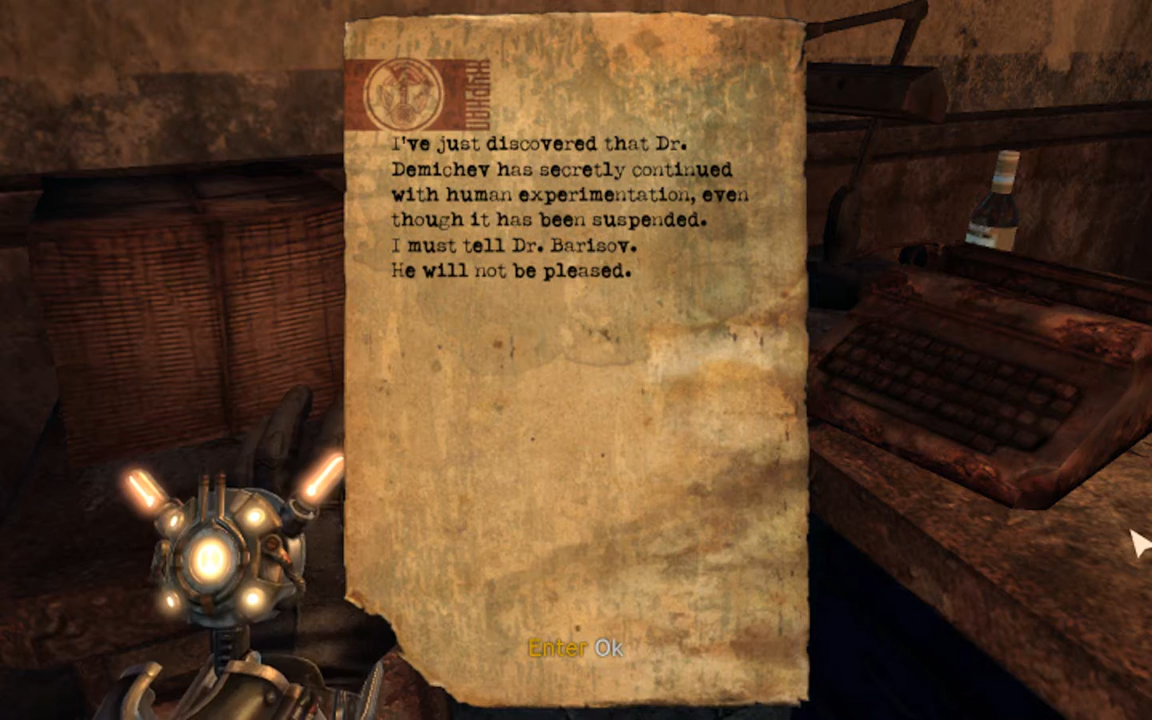 I've just discovered that Dr.
Demichev has secretly continued
with human experimentation, even
though it has been suspended.
I must tell Dr. Barisov.
He will not be pleased.
Enter Ok